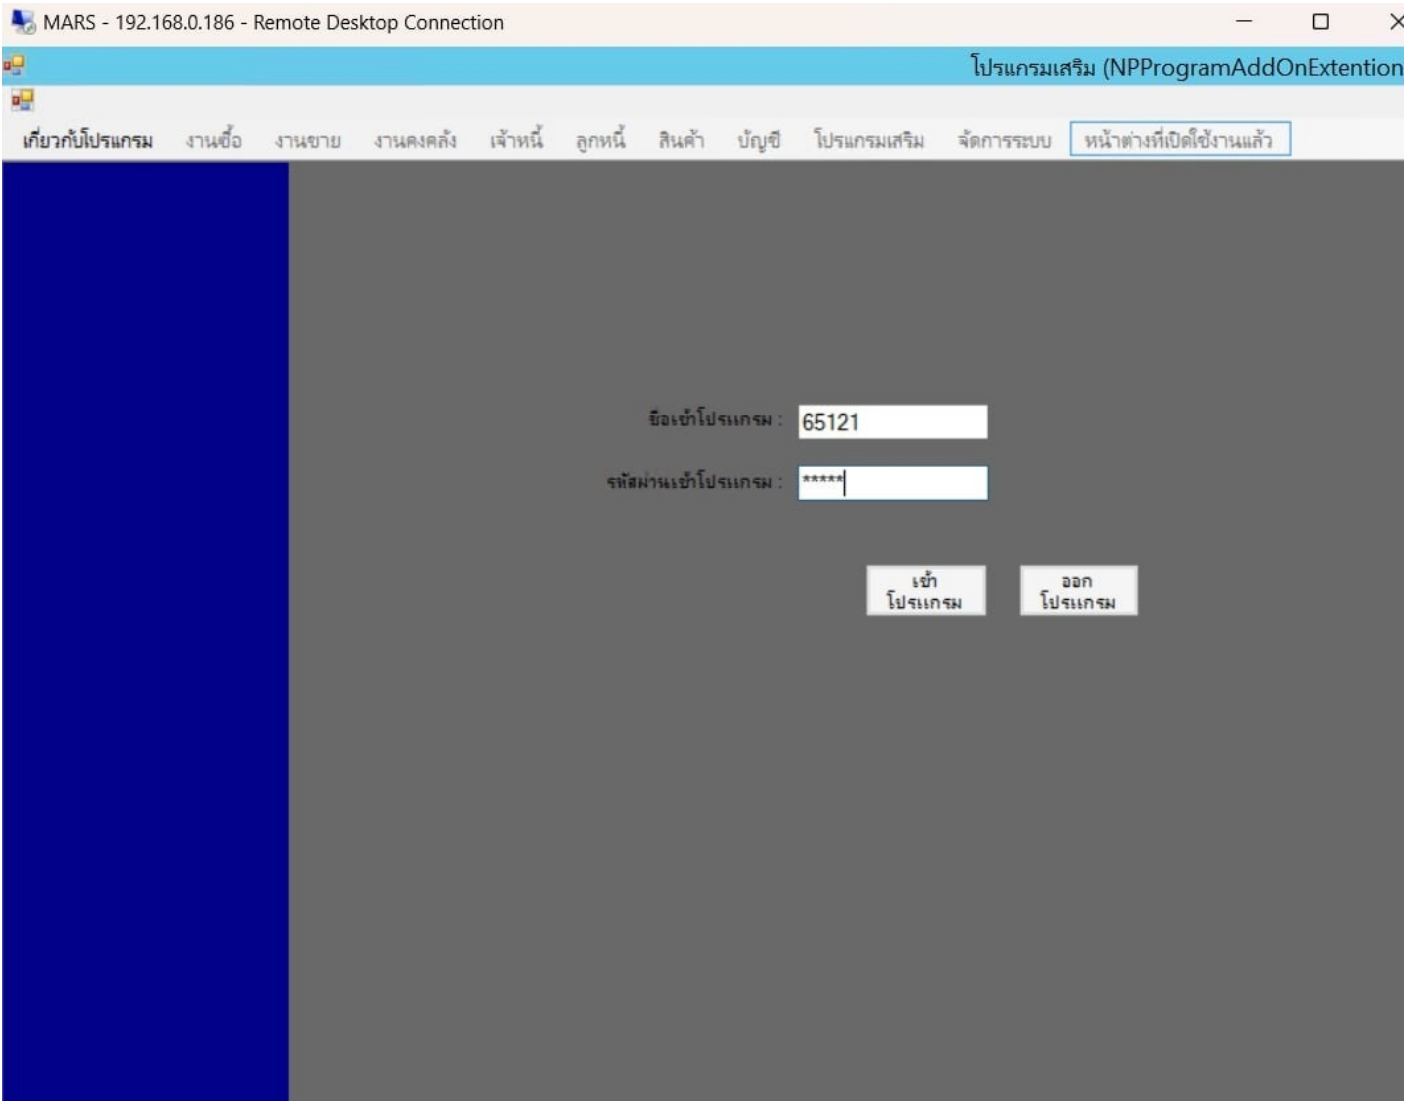 MARS - 192.168.0.186 - Remote Desktop Connection
โปรแกรมเสริม (NPProgramAddOnExtention
เกี่ยวกับโปรแกรม งานซื้อ งานขาย งานคงคลัง เจ้าหนี้ ลูกหนี้ สินค้า บัญชี โปรแกรมเสริม จัดการระบบ หน้าต่างที่เปิดใช้งานแล้ว
ชื่อเข้าโปรแกรม : 65121
รหัสผ่านเข้าโปรแกรม : *****
เข้า
โปรแกรม
ออก
โปรแกรม